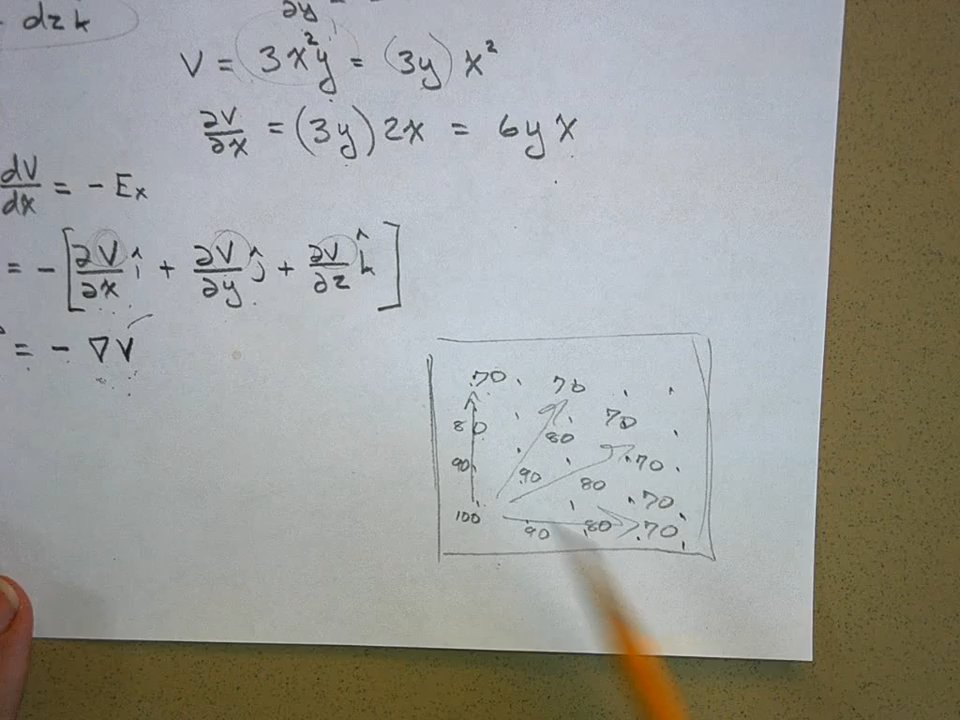 dz k
∂y =
V = 3x²y = (3y) x²
∂V/∂x = (3y) 2x = 6yx
dV/dx = - Ex
= - [∂V/∂x î + ∂V/∂y ĵ + ∂V/∂z k̂]
= - ∇V
70 70
80 70
80
90 90 80 70
100 90 80 70
70